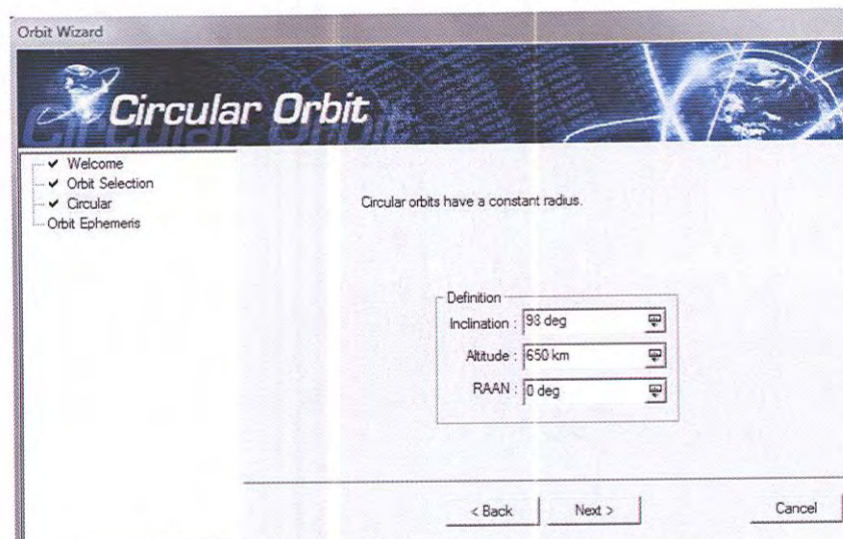 Orbit Wizard
Circular Orbit
Welcome
Orbit Selection
Circular
Orbit Ephemeris
Circular orbits have a constant radius.
Definition
Inclination : 98 deg
Altitude : 650 km
RAAN : 0 deg
< Back
Next >
Cancel